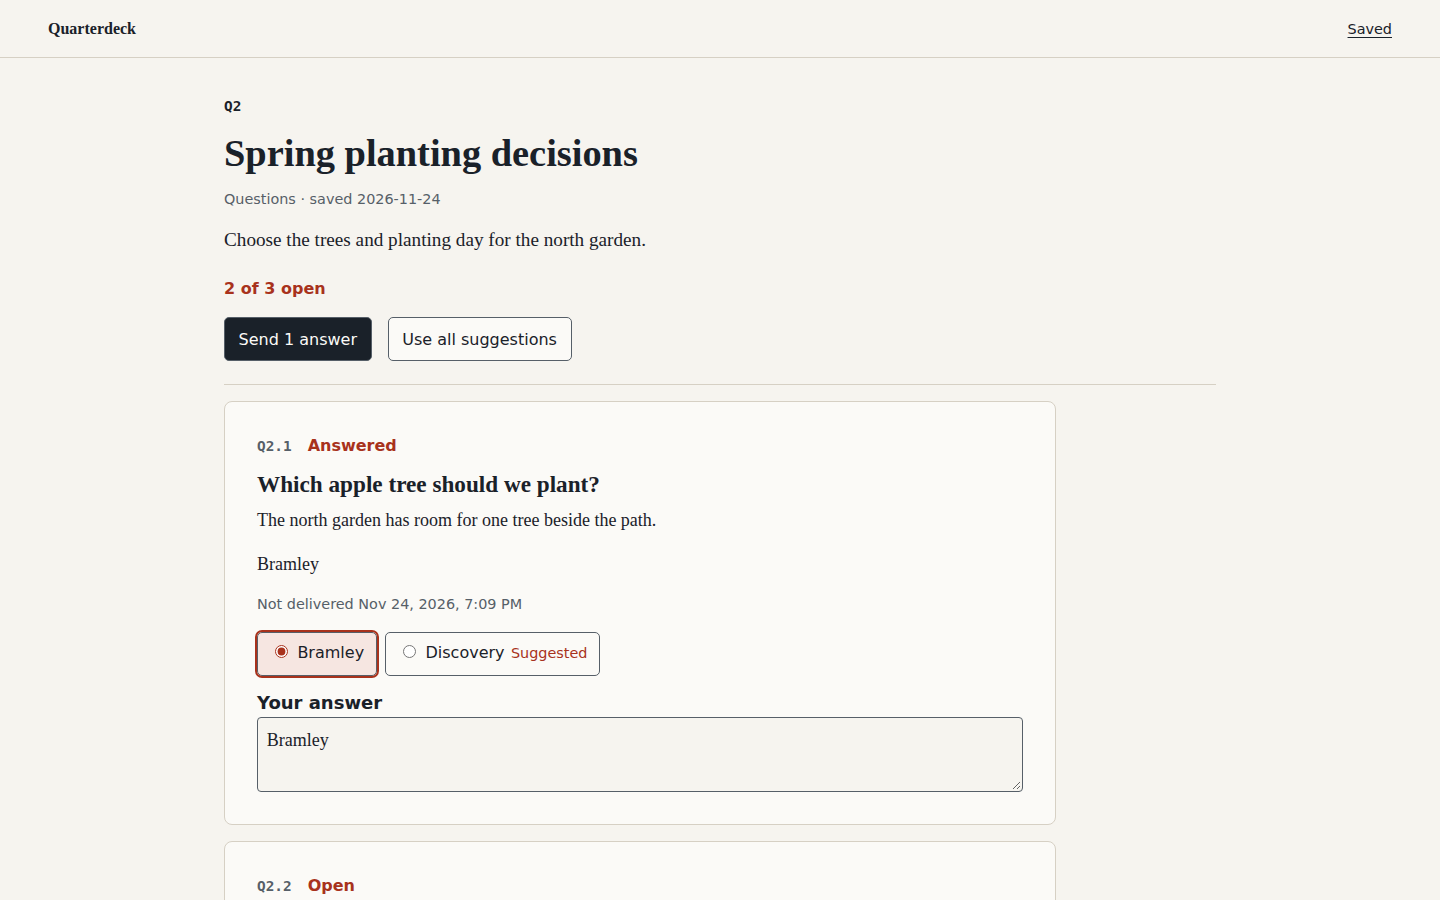 Quarterdeck
Saved
Q2
Spring planting decisions
Questions · saved 2026-11-24
Choose the trees and planting day for the north garden.
2 of 3 open
Send 1 answer
Use all suggestions
Q2.1 Answered
Which apple tree should we plant?
The north garden has room for one tree beside the path.
Bramley
Not delivered Nov 24, 2026, 7:09 PM
Bramley
Discovery Suggested
Your answer
Bramley
Q2.2 Open